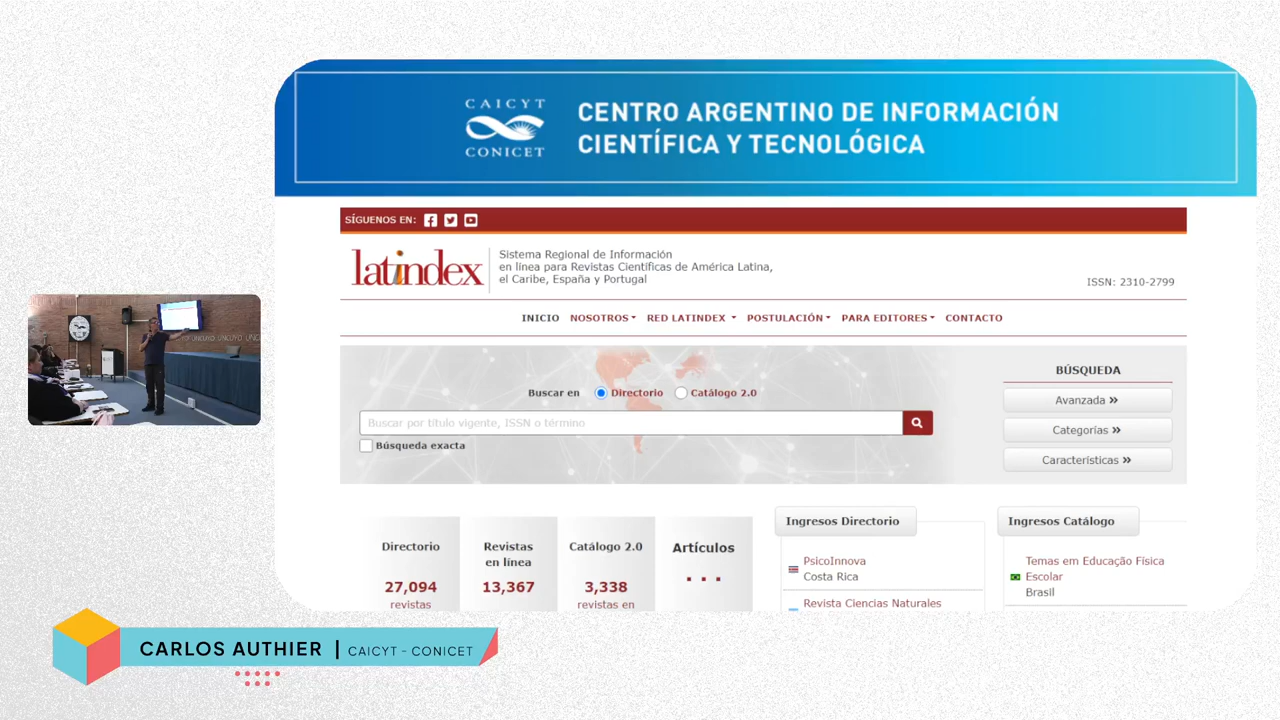 CAICYT
CONICET
CENTRO ARGENTINO DE INFORMACIÓN
CIENTÍFICA Y TECNOLÓGICA
SÍGUENOS EN:
latindex
Sistema Regional de Información
en línea para Revistas Científicas de América Latina,
el Caribe, España y Portugal
ISSN: 2310-2799
INICIO NOSOTROS RED LATINDEX POSTULACIÓN PARA EDITORES CONTACTO
Buscar en Directorio Catálogo 2.0
Buscar por título vigente, ISSN o término
Búsqueda exacta
BÚSQUEDA
Avanzada »
Categorías »
Características »
Directorio
27,094
revistas
Revistas
en línea
13,367
Catálogo 2.0
3,338
revistas en
Artículos
...
Ingresos Directorio
PsicoInnova
Costa Rica
Revista Ciencias Naturales
Ingresos Catálogo
Temas em Educação Física
Escolar
Brasil
CARLOS AUTHIER | CAICYT - CONICET